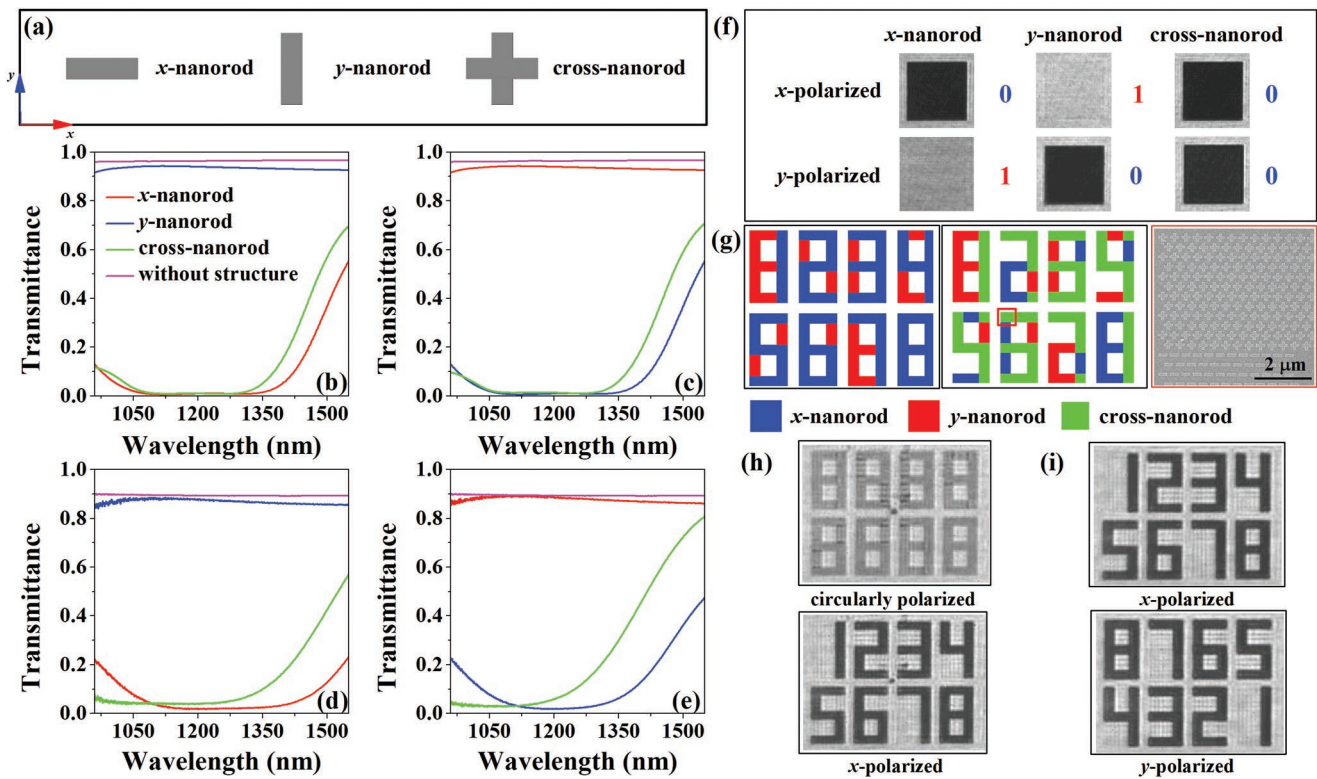 (a)
y
x
x-nanorod
y-nanorod
cross-nanorod
Transmittance
1.0
0.8
0.6
0.4
0.2
0.0
x-nanorod
y-nanorod
cross-nanorod
without structure
(b)
1050 1200 1350 1500
Wavelength (nm)
Transmittance
1.0
0.8
0.6
0.4
0.2
0.0
(c)
1050 1200 1350 1500
Wavelength (nm)
Transmittance
1.0
0.8
0.6
0.4
0.2
0.0
(d)
1050 1200 1350 1500
Wavelength (nm)
Transmittance
1.0
0.8
0.6
0.4
0.2
0.0
(e)
1050 1200 1350 1500
Wavelength (nm)
(f)
x-nanorod y-nanorod cross-nanorod
x-polarized 0 1 0
y-polarized 1 0 0
(g)
2 μm
x-nanorod y-nanorod cross-nanorod
(h)
8888
8888
circularly polarized
1234
5678
x-polarized
(i)
1234
5678
x-polarized
8765
4321
y-polarized